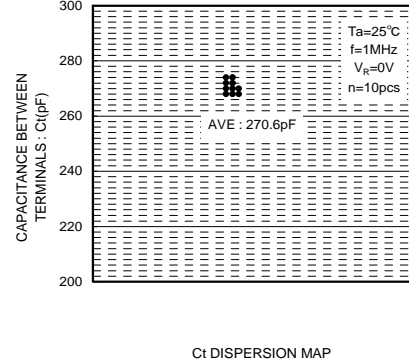 300
280
260
240
220
200
CAPACITANCE BETWEEN
TERMINALS : Ct(pF)
Ta=25℃
f=1MHz
VR=0V
n=10pcs
AVE : 270.6pF
Ct DISPERSION MAP